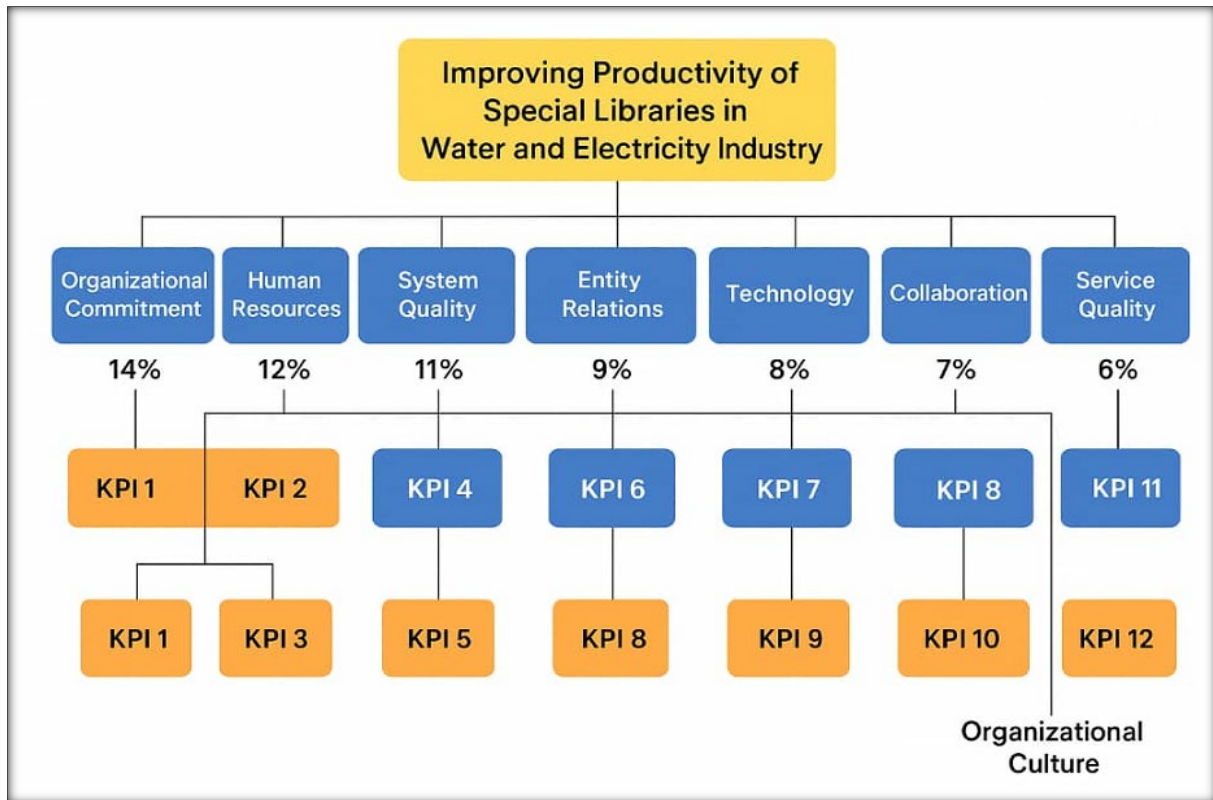 Improving Productivity of
Special Libraries in
Water and Electricity Industry
Organizational
Commitment
Human
Resources
System
Quality
Entity
Relations
Technology
Collaboration
Service
Quality
14%
12%
11%
9%
8%
7%
6%
KPI 1
KPI 2
KPI 4
KPI 6
KPI 7
KPI 8
KPI 11
KPI 1
KPI 3
KPI 5
KPI 8
KPI 9
KPI 10
KPI 12
Organizational
Culture